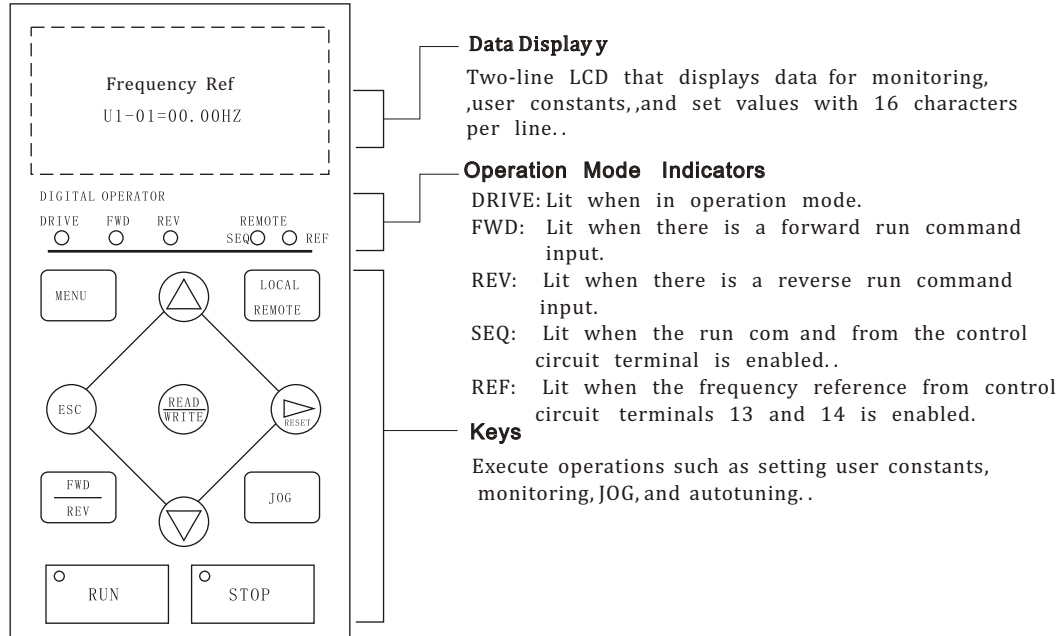 Frequency Ref
U1-01=00.00HZ
DIGITAL OPERATOR
DRIVE FWD REV REMOTE
SEQ REF
MENU
LOCAL
REMOTE
ESC
READ
WRITE
RESET
FWD
REV
JOG
RUN
STOP
Data Display y
Two-line LCD that displays data for monitoring,
,user constants,,and set values with 16 characters
per line..
Operation Mode Indicators
DRIVE: Lit when in operation mode.
FWD: Lit when there is a forward run command
input.
REV: Lit when there is a reverse run command
input.
SEQ: Lit when the run com and from the control
circuit terminal is enabled..
REF: Lit when the frequency reference from control
circuit terminals 13 and 14 is enabled.
Keys
Execute operations such as setting user constants,
monitoring, JOG, and autotuning..